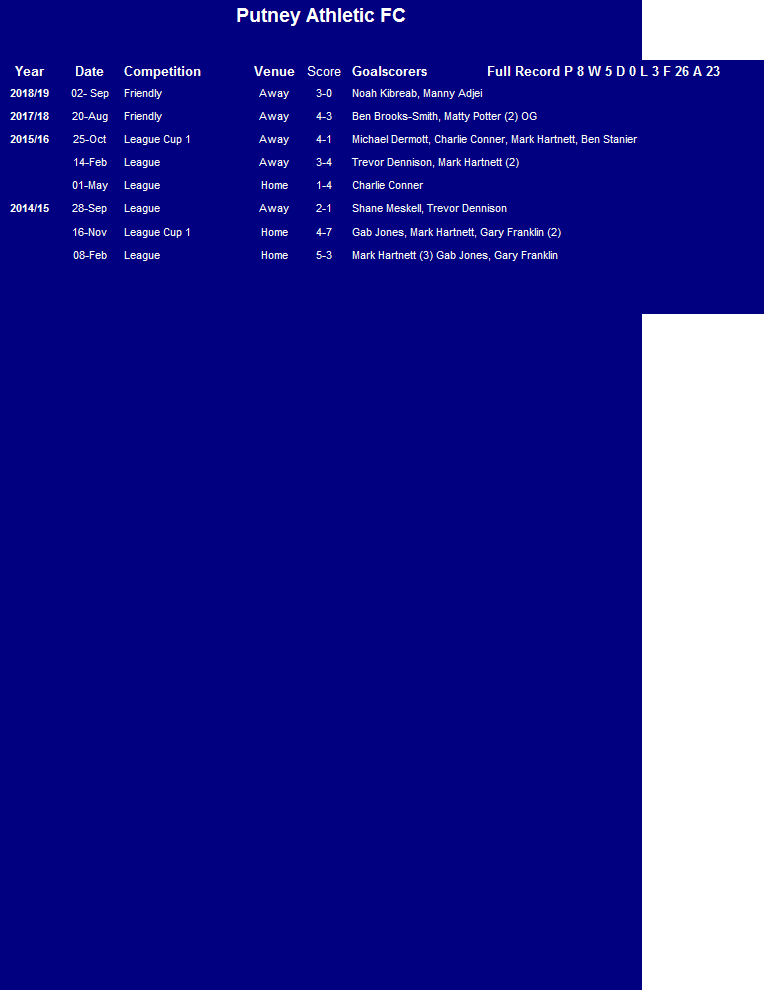 Putney Athletic FC
Year Date Competition Venue Score Goalscorers Full Record P 8 W 5 D 0 L 3 F 26 A 23
2018/19 02- Sep Friendly Away 3-0 Noah Kibreab, Manny Adjei
2017/18 20-Aug Friendly Away 4-3 Ben Brooks-Smith, Matty Potter (2) OG
2015/16 25-Oct League Cup 1 Away 4-1 Michael Dermott, Charlie Conner, Mark Hartnett, Ben Stanier
14-Feb League Away 3-4 Trevor Dennison, Mark Hartnett (2)
01-May League Home 1-4 Charlie Conner
2014/15 28-Sep League Away 2-1 Shane Meskell, Trevor Dennison
16-Nov League Cup 1 Home 4-7 Gab Jones, Mark Hartnett, Gary Franklin (2)
08-Feb League Home 5-3 Mark Hartnett (3) Gab Jones, Gary Franklin